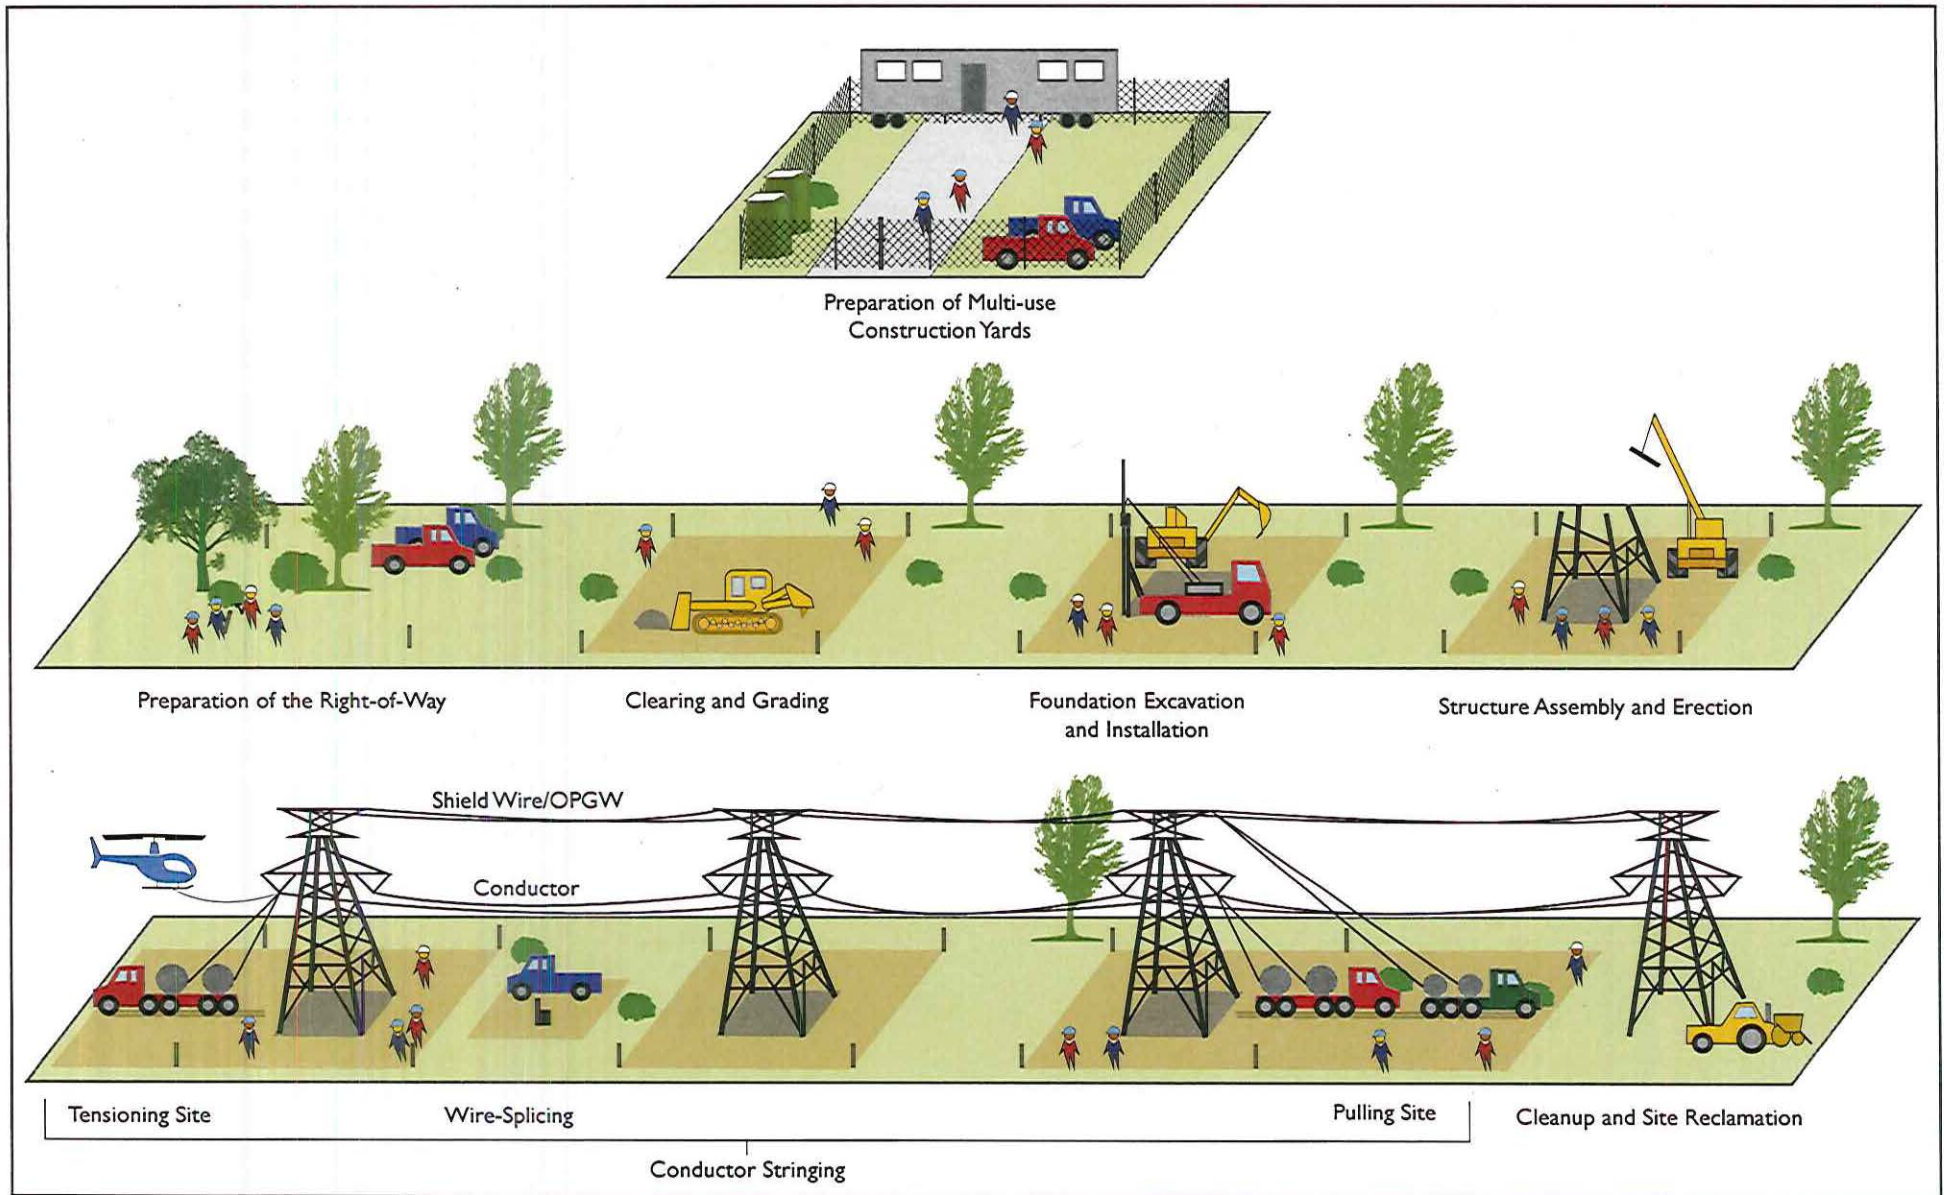 Preparation of Multi-use
Construction Yards
Preparation of the Right-of-Way
Clearing and Grading
Foundation Excavation
and Installation
Structure Assembly and Erection
Shield Wire/OPGW
Conductor
Tensioning Site
Wire-Splicing
Pulling Site
Cleanup and Site Reclamation
Conductor Stringing